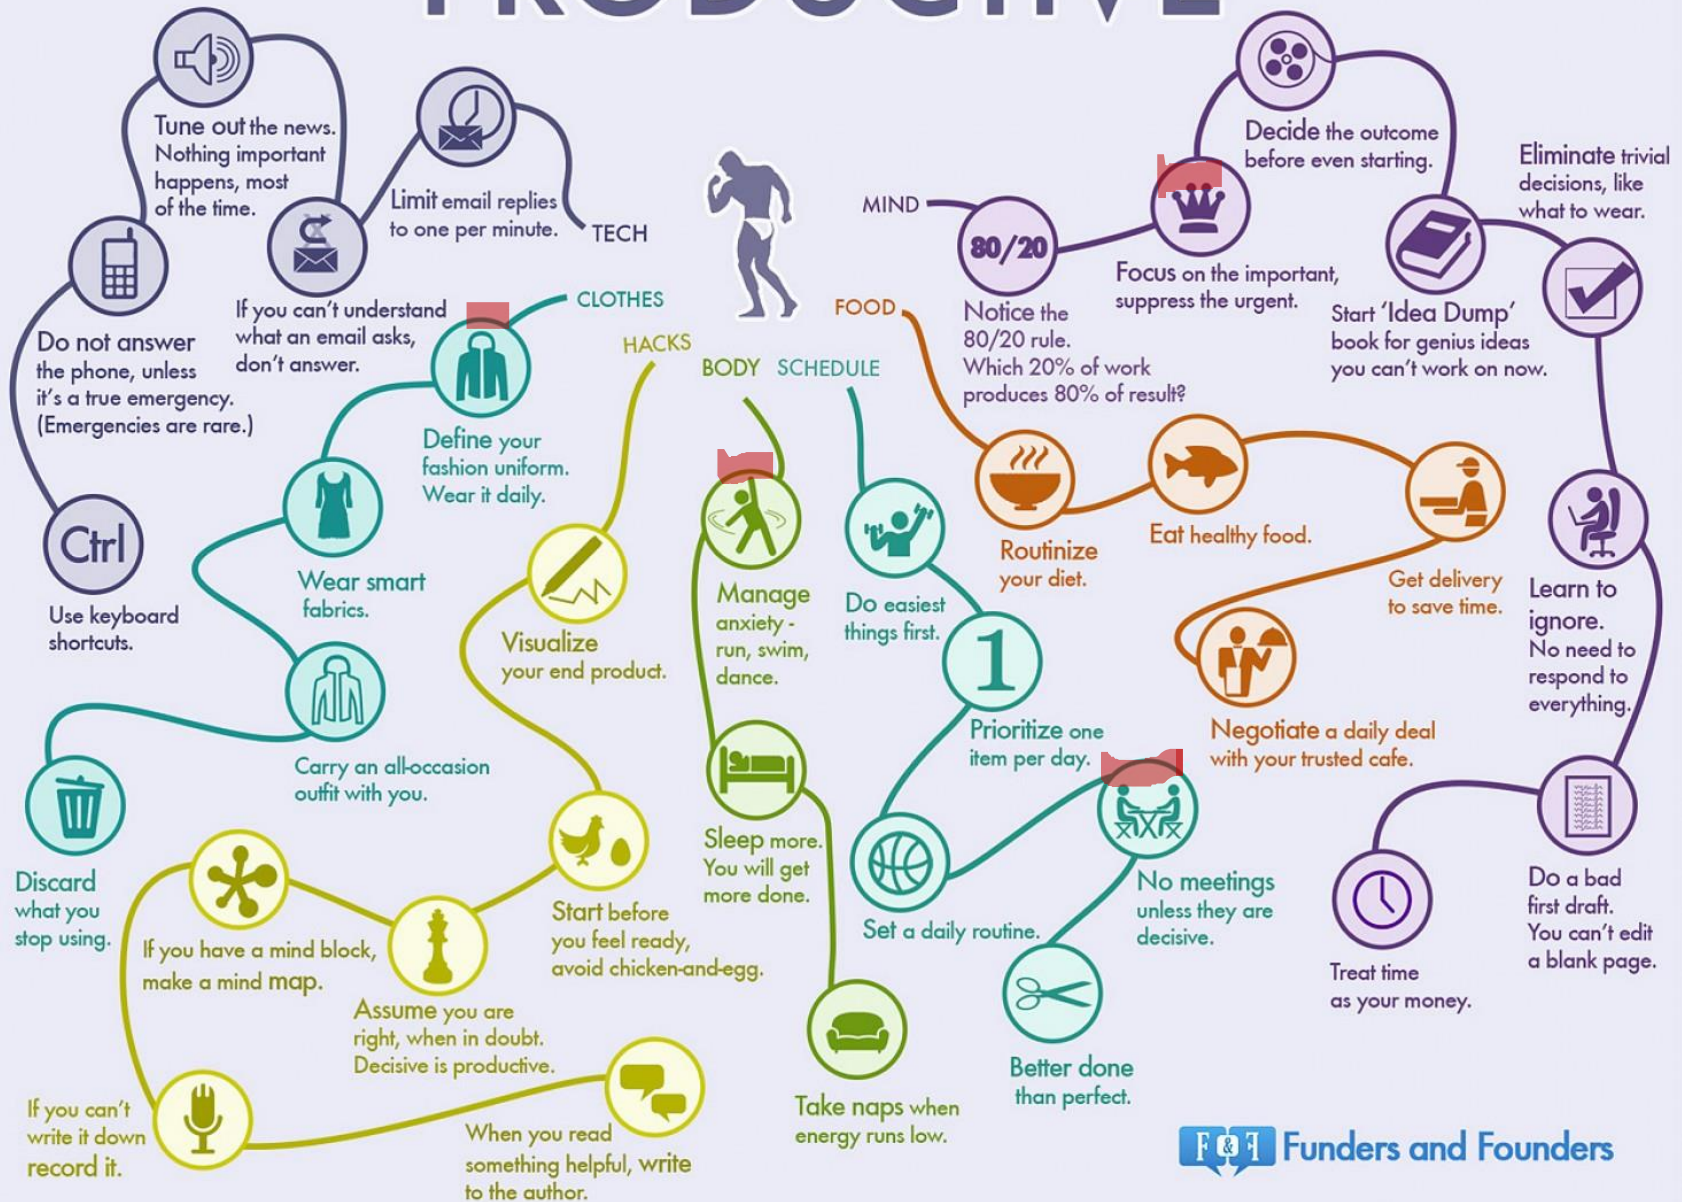 PRODUCTIVE
Tune out the news.
Nothing important
happens, most
of the time.
Limit email replies
to one per minute.
TECH
If you can't understand
what an email asks,
don't answer.
Do not answer
the phone, unless
it's a true emergency.
(Emergencies are rare.)
Ctrl
Use keyboard
shortcuts.
CLOTHES
Define your
fashion uniform.
Wear it daily.
Wear smart
fabrics.
Carry an all-occasion
outfit with you.
Discard
what you
stop using.
HACKS
Visualize
your end product.
Start before
you feel ready,
avoid chicken-and-egg.
Assume you are
right, when in doubt.
Decisive is productive.
If you have a mind block,
make a mind map.
If you can't
write it down
record it.
When you read
something helpful, write
to the author.
BODY
Manage
anxiety -
run, swim,
dance.
Sleep more.
You will get
more done.
Take naps when
energy runs low.
SCHEDULE
Do easiest
things first.
1
Prioritize one
item per day.
Set a daily routine.
No meetings
unless they are
decisive.
Better done
than perfect.
FOOD
Routinize
your diet.
Eat healthy food.
Get delivery
to save time.
Negotiate a daily deal
with your trusted cafe.
MIND
80/20
Notice the
80/20 rule.
Which 20% of work
produces 80% of result?
Focus on the important,
suppress the urgent.
Decide the outcome
before even starting.
Start 'Idea Dump'
book for genius ideas
you can't work on now.
Eliminate trivial
decisions, like
what to wear.
Learn to
ignore.
No need to
respond to
everything.
Do a bad
first draft.
You can't edit
a blank page.
Treat time
as your money.
F&F Funders and Founders